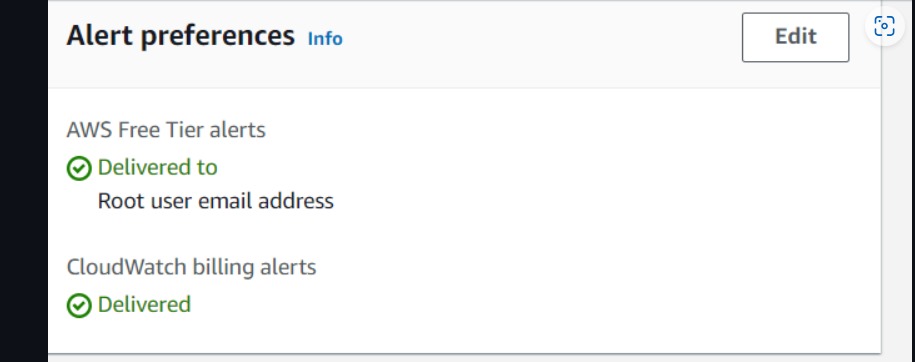 Alert preferences Info
Edit
AWS Free Tier alerts
Delivered to
Root user email address
CloudWatch billing alerts
Delivered